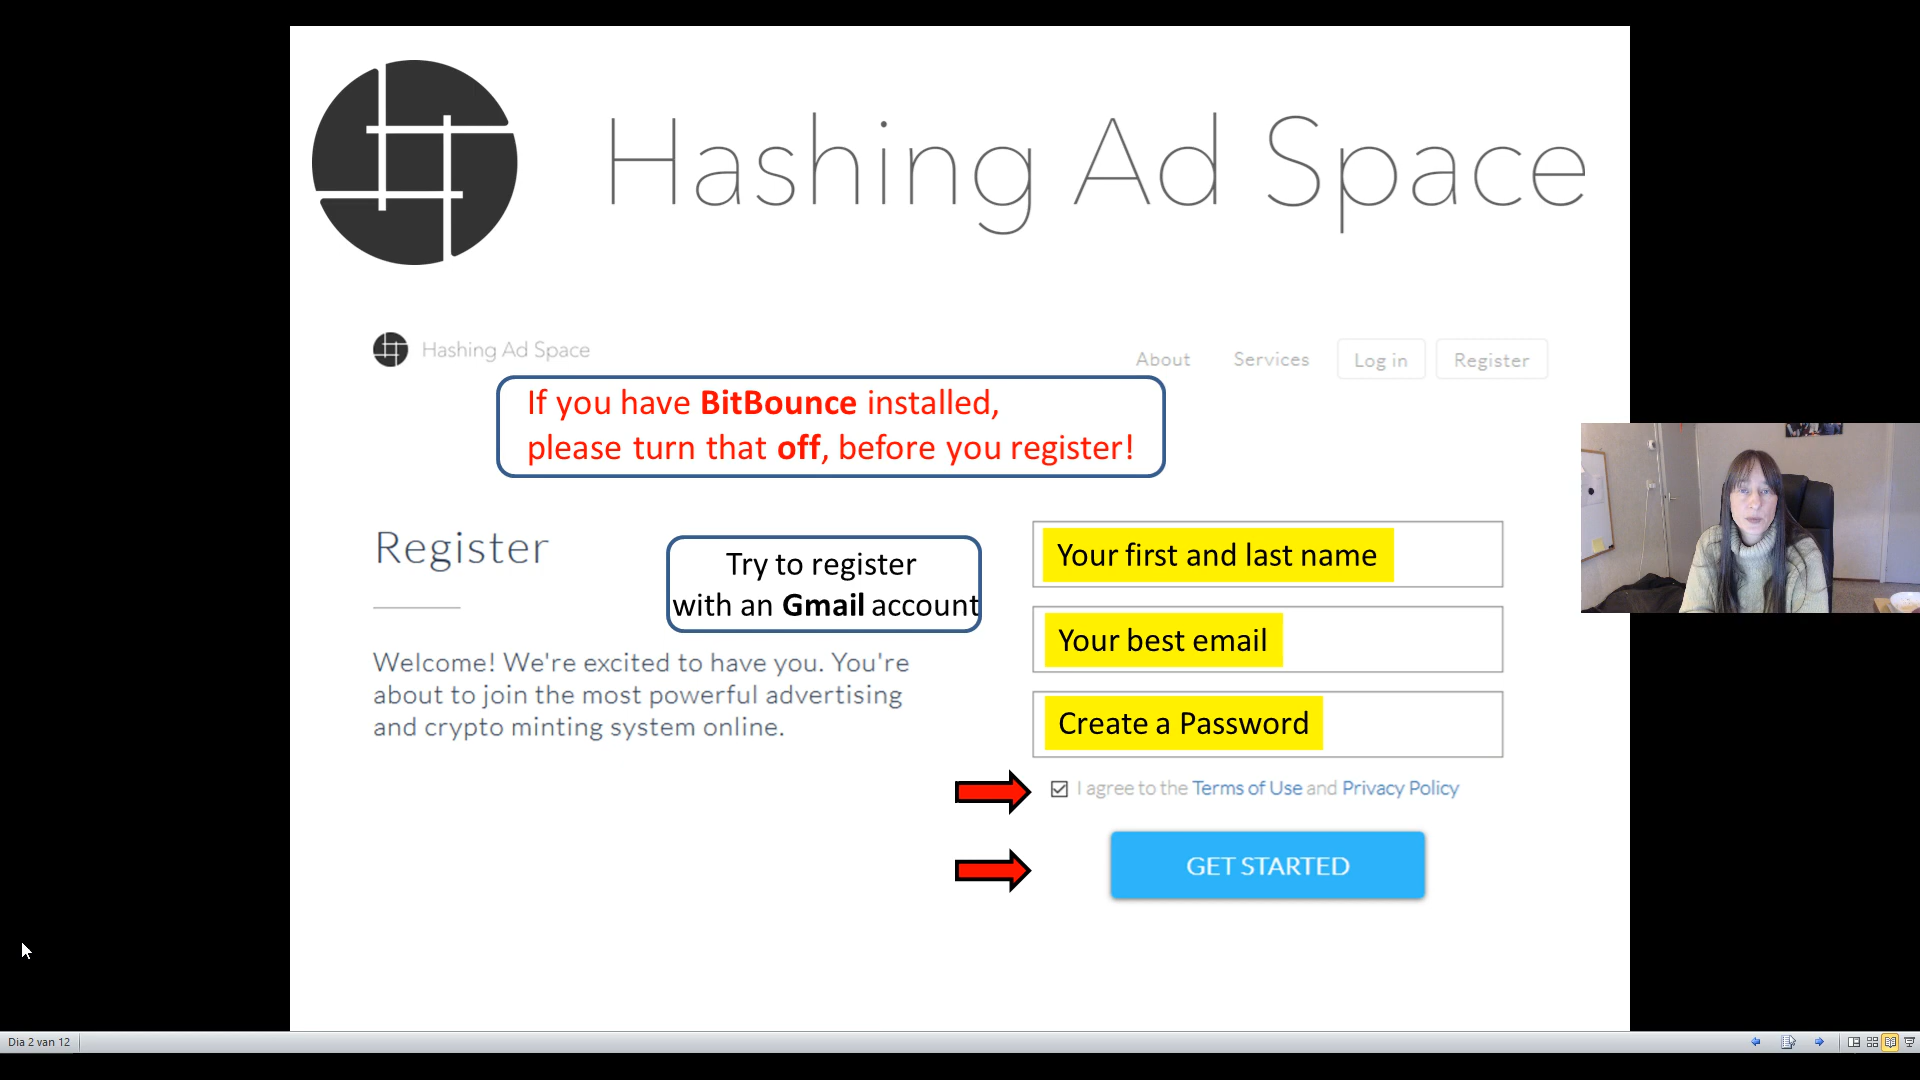 Hashing Ad Space
Hashing Ad Space
About
Services
Log in
Register
If you have BitBounce installed,
please turn that off, before you register!
Register
Try to register
with an Gmail account
Welcome! We're excited to have you. You're
about to join the most powerful advertising
and crypto minting system online.
Your first and last name
Your best email
Create a Password
I agree to the Terms of Use and Privacy Policy
GET STARTED
Dia 2 van 12